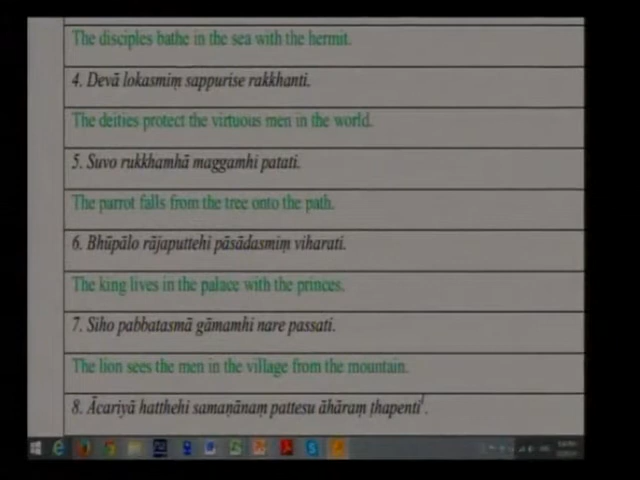 The disciples bathe in the sea with the hermit.
4. Devā lokasmiṃ sappurise rakkhanti.
The deities protect the virtuous men in the world.
5. Suvo rukkhamhā maggamhi patati.
The parrot falls from the tree onto the path.
6. Bhūpālo rājaputtehi pāsādasmiṃ viharati.
The king lives in the palace with the princes.
7. Siho pabbatasmā gāmamhi nare passati.
The lion sees the men in the village from the mountain.
8. Ācariyā hatthehi samaṇānaṃ pattesu āhāraṃ ṭhapenti¹.